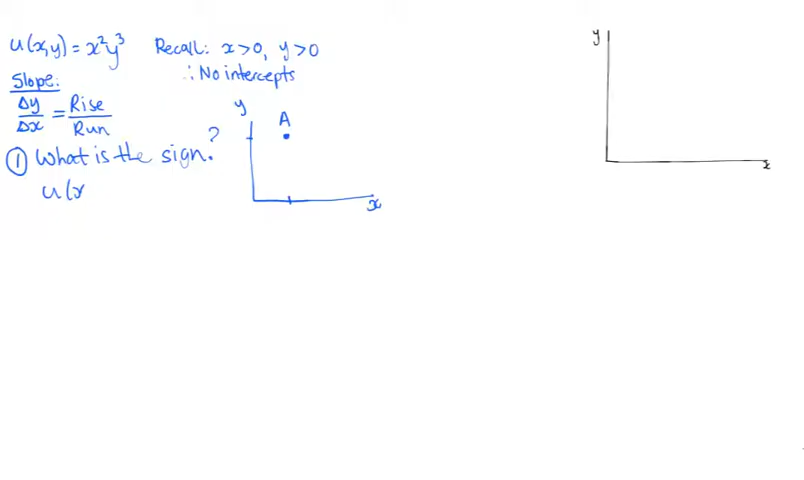 u(x,y) = x²y³
Recall: x>0, y>0
∴ No intercepts
Slope:
Δy/Δx = Rise/Run
① What is the sign?
u(x
y
A
x
y
x